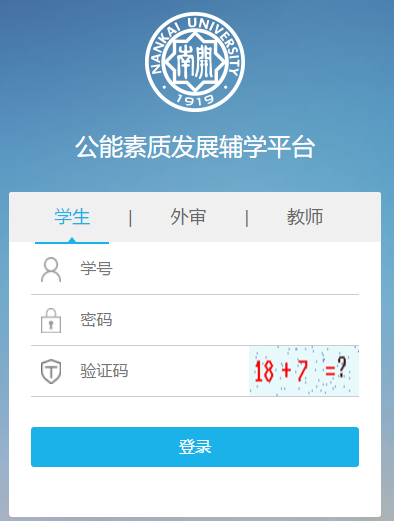 NANKAI UNIVERSITY
南開
1919
公能素质发展辅学平台
学生 | 外审 | 教师
学号
密码
验证码 18 + 7 =?
登录